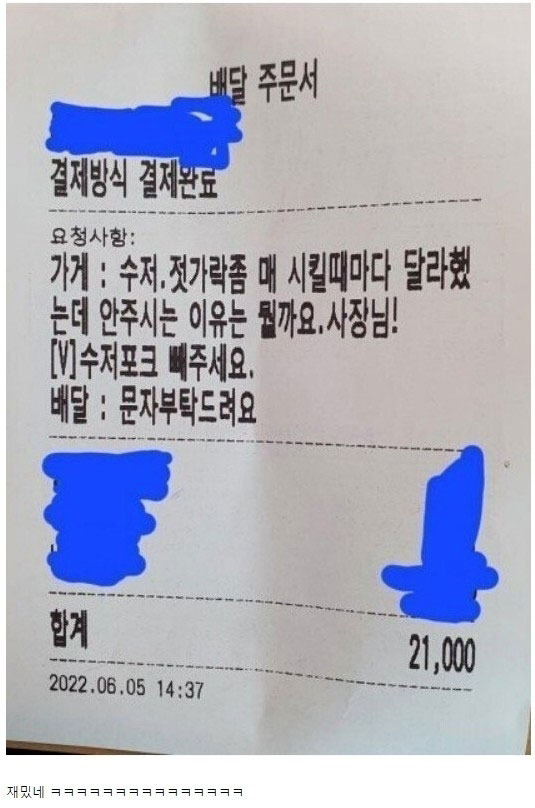 배달 주문서
결제방식 결제완료
요청사항:
가게 : 수저.젓가락좀 매 시킬때마다 달라했
는데 안주시는 이유는 뭘까요.사장님!
[V]수저포크 빼주세요.
배달 : 문자부탁드려요
합계 21,000
2022.06.05 14:37
재밌네 ㅋㅋㅋㅋㅋㅋㅋㅋㅋㅋㅋㅋㅋㅋㅋ